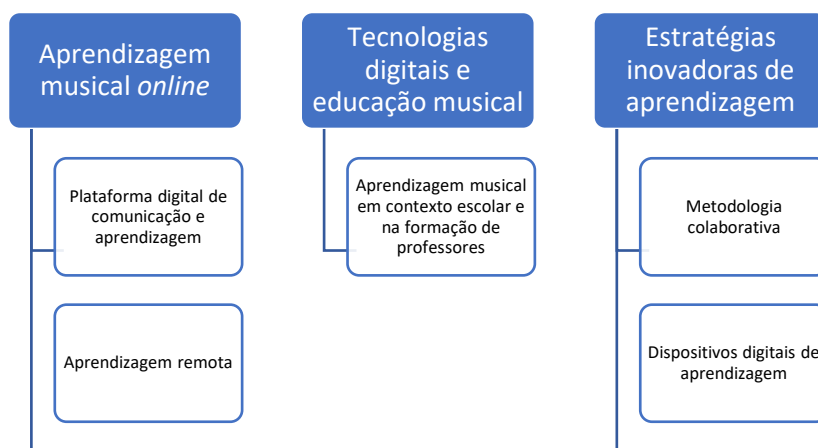 Aprendizagem
musical online
Plataforma digital de
comunicação e
aprendizagem
Aprendizagem remota
Tecnologias
digitais e
educação musical
Aprendizagem musical
em contexto escolar e
na formação de
professores
Estratégias
inovadoras de
aprendizagem
Metodologia
colaborativa
Dispositivos digitais de
aprendizagem